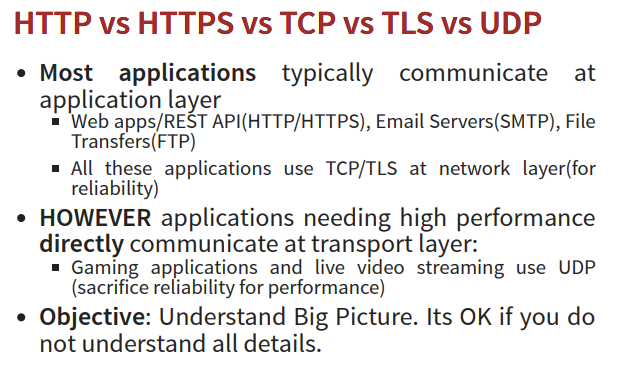 HTTP vs HTTPS vs TCP vs TLS vs UDP
• Most applications typically communicate at
application layer
▪ Web apps/REST API(HTTP/HTTPS), Email Servers(SMTP), File
Transfers(FTP)
▪ All these applications use TCP/TLS at network layer(for
reliability)
• HOWEVER applications needing high performance
directly communicate at transport layer:
▪ Gaming applications and live video streaming use UDP
(sacrifice reliability for performance)
• Objective: Understand Big Picture. Its OK if you do
not understand all details.